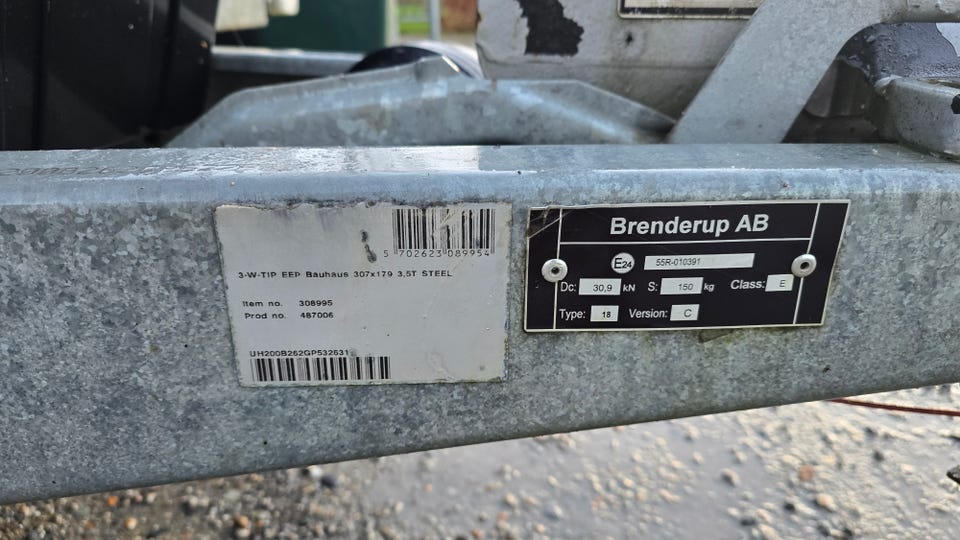 5 702623 089954
3-W-TIP EEP Bauhaus 307x179 3,5T STEEL
Item no. 308995
Prod no. 487006
UH200B262GP532631
Brenderup AB
E24 55R-010391
Dc: 30,9 kN S: 150 kg Class: E
Type: 18 Version: C